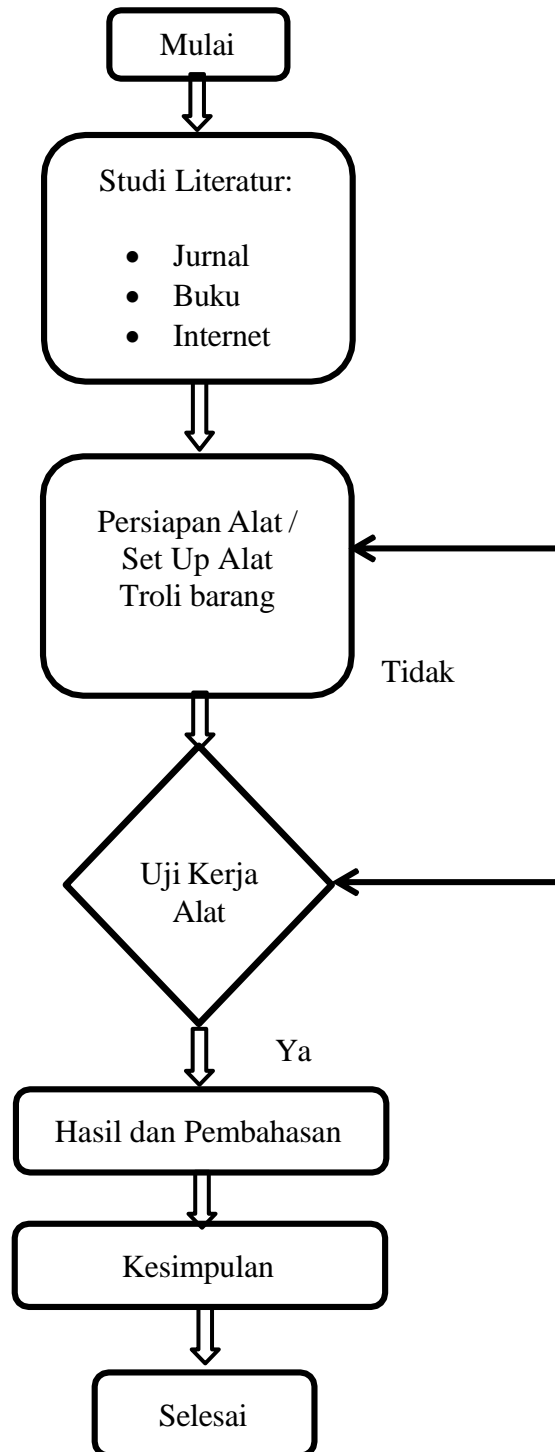 Mulai
Studi Literatur:
• Jurnal
• Buku
• Internet
Persiapan Alat /
Set Up Alat
Troli barang
Tidak
Uji Kerja
Alat
Ya
Hasil dan Pembahasan
Kesimpulan
Selesai